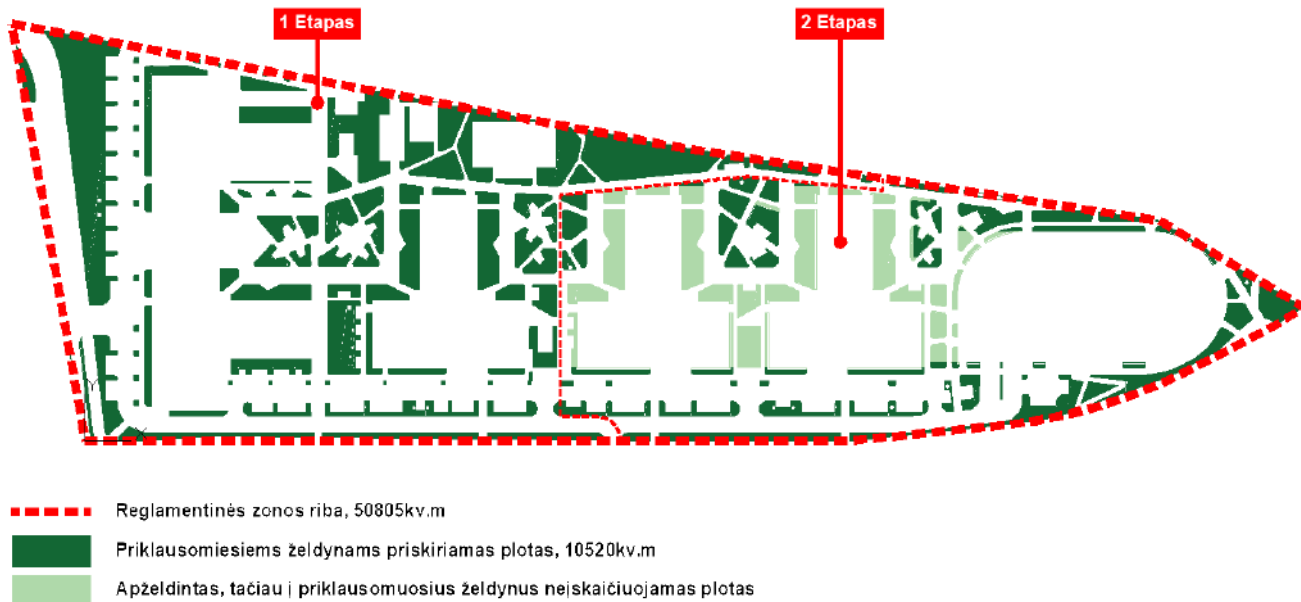 1 Etapas
2 Etapas
Y
X
Reglamentinės zonos riba, 50805kv.m
Priklausomiesiems želdynams priskiriamas plotas, 10520kv.m
Apželdintas, tačiau į priklausomuosius želdynus neįskaičiuojamas plotas